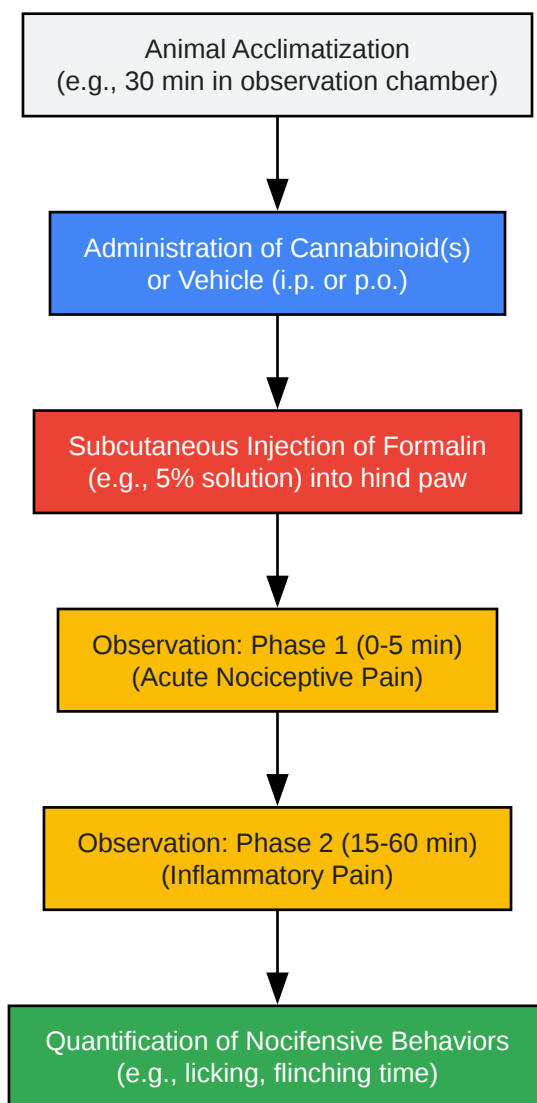 Animal Acclimatization
(e.g., 30 min in observation chamber)
Administration of Cannabinoid(s)
or Vehicle (i.p. or p.o.)
Subcutaneous Injection of Formalin
(e.g., 5% solution) into hind paw
Observation: Phase 1 (0-5 min)
(Acute Nociceptive Pain)
Observation: Phase 2 (15-60 min)
(Inflammatory Pain)
Quantification of Nocifensive Behaviors
(e.g., licking, flinching time)